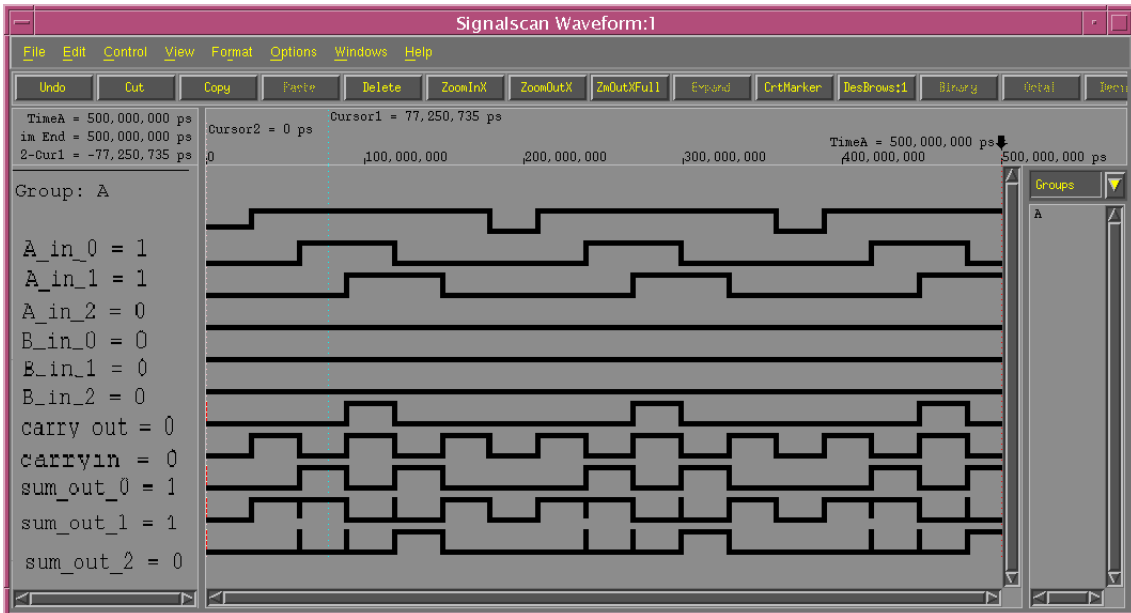 Signalscan Waveform:1
File Edit Control View Format Options Windows Help
Undo Cut Copy Paste Delete ZoomInX ZoomOutX ZmOutXFull Expand CrtMarker DesBrows:1 Binary Octal
TimeA = 500,000,000 ps
im End = 500,000,000 ps
2-Cur1 = -77,250,735 ps
Cursor1 = 77,250,735 ps
Cursor2 = 0 ps
TimeA = 500,000,000 ps
0 100,000,000 200,000,000 300,000,000 400,000,000 500,000,000 ps
Group: A
Groups
A
A_in_0 = 1
A_in_1 = 1
A_in_2 = 0
B_in_0 = 0
B_in_1 = 0
B_in_2 = 0
carry out = 0
carryin = 0
sum_out_0 = 1
sum_out_1 = 1
sum_out_2 = 0